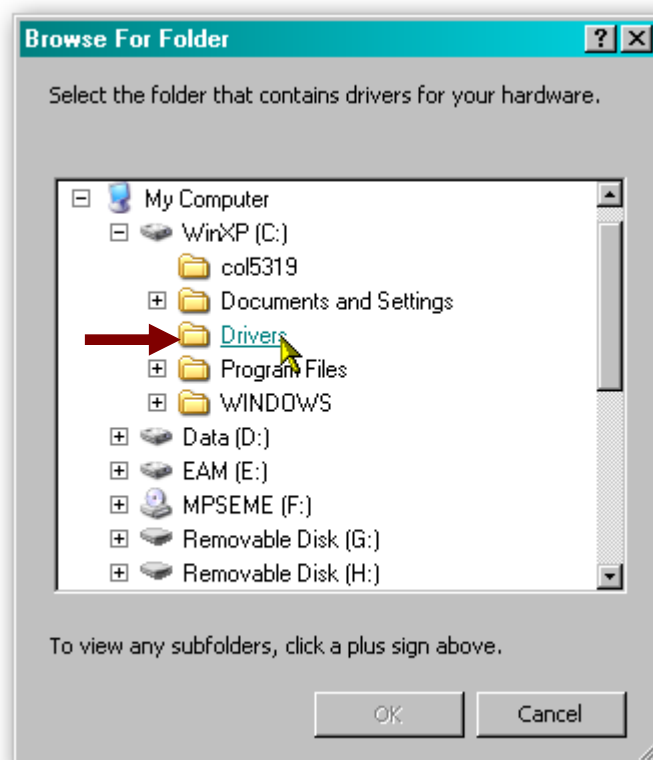 Browse For Folder
Select the folder that contains drivers for your hardware.
My Computer
WinXP (C:)
col5319
Documents and Settings
Drivers
Program Files
WINDOWS
Data (D:)
EAM (E:)
MPSEME (F:)
Removable Disk (G:)
Removable Disk (H:)
To view any subfolders, click a plus sign above.
OK Cancel